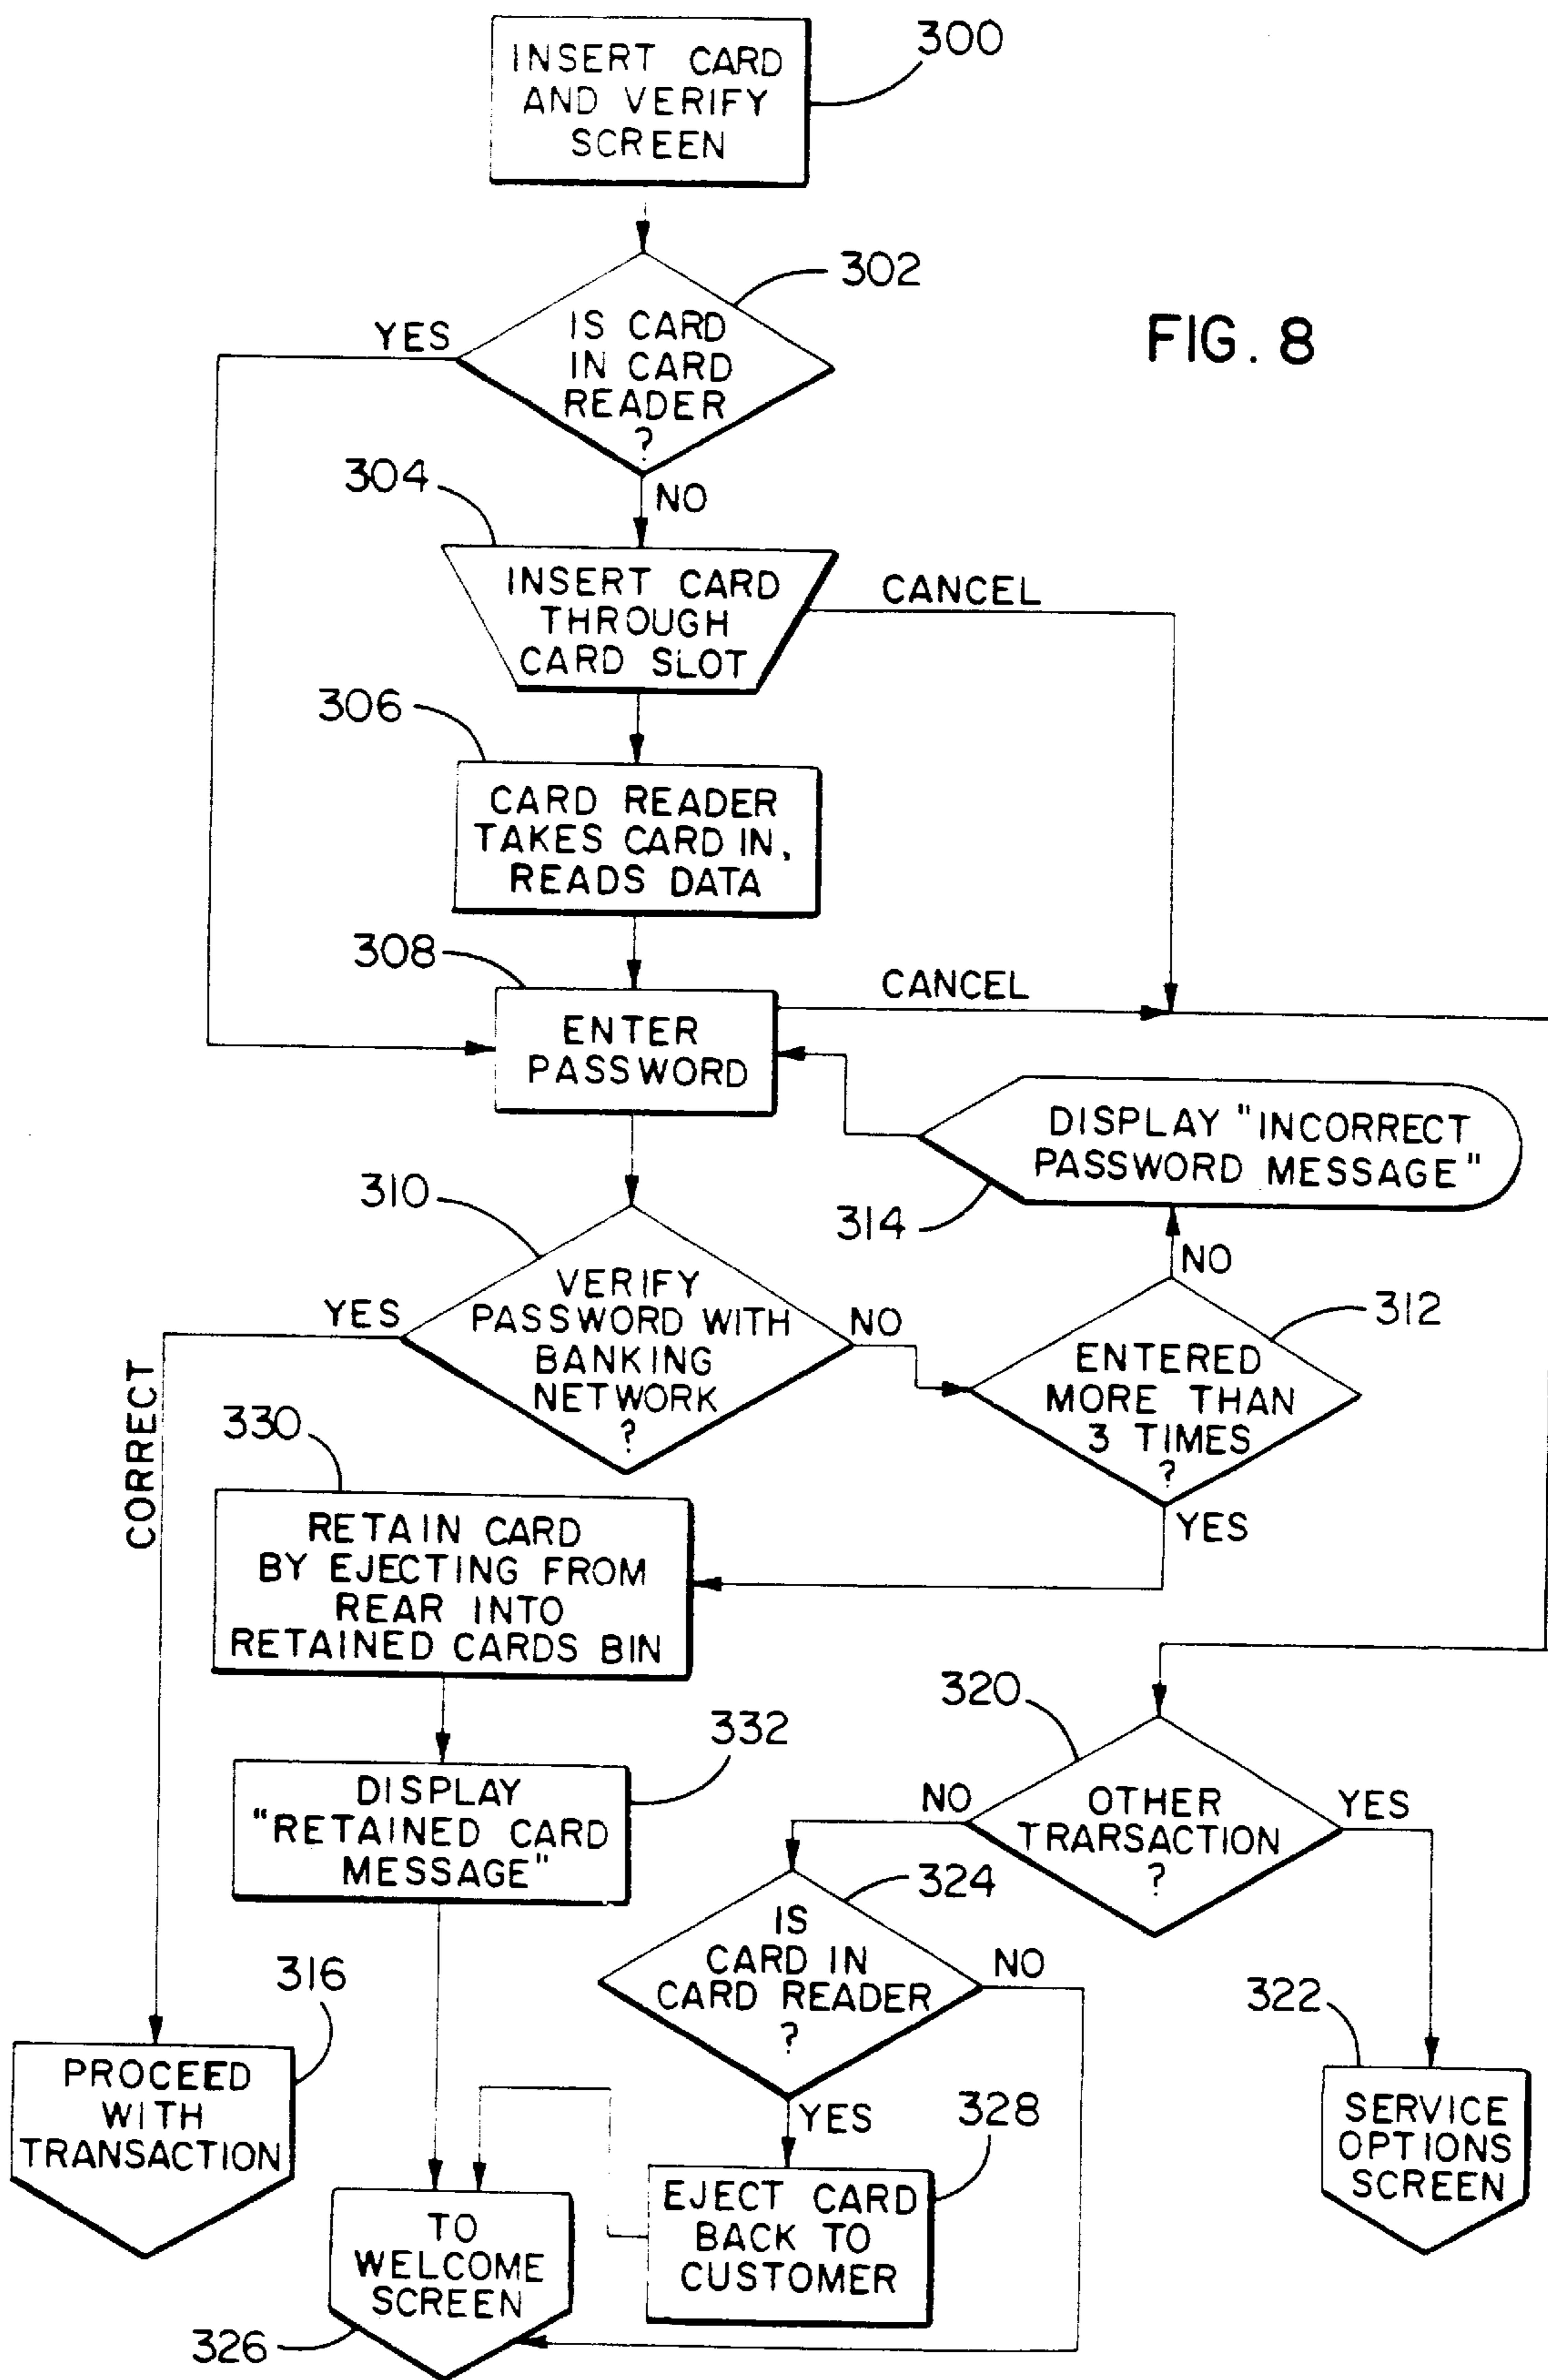 300
INSERT CARD
AND VERIFY
SCREEN
302
FIG. 8
YES
IS CARD
IN CARD
READER
?
304
NO
INSERT CARD
THROUGH
CARD SLOT
CANCEL
306
CARD READER
TAKES CARD IN,
READS DATA
308
CANCEL
ENTER
PASSWORD
DISPLAY "INCORRECT
PASSWORD MESSAGE"
314
310
NO
VERIFY
PASSWORD WITH
BANKING
NETWORK
?
YES
NO
312
ENTERED
MORE THAN
3 TIMES
?
CORRECT
330
YES
RETAIN CARD
BY EJECTING FROM
REAR INTO
RETAINED CARDS BIN
320
332
DISPLAY
"RETAINED CARD
MESSAGE"
NO
OTHER
TRARSACTION
?
YES
324
IS
CARD IN
CARD READER
?
NO
316
322
PROCEED
WITH
TRANSACTION
YES
328
SERVICE
OPTIONS
SCREEN
EJECT CARD
BACK TO
CUSTOMER
TO
WELCOME
SCREEN
326